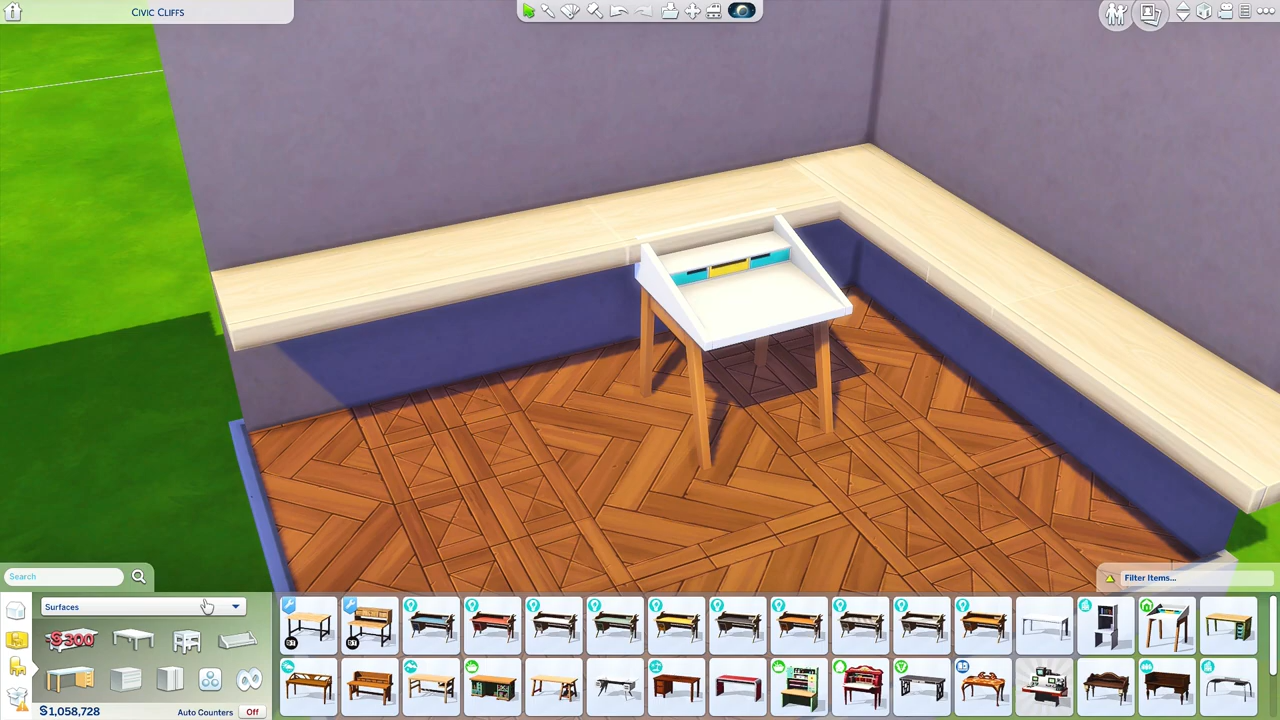 Civic Cliffs
Search
Filter Items...
Surfaces
-§300
§1,058,728
Auto Counters
Off